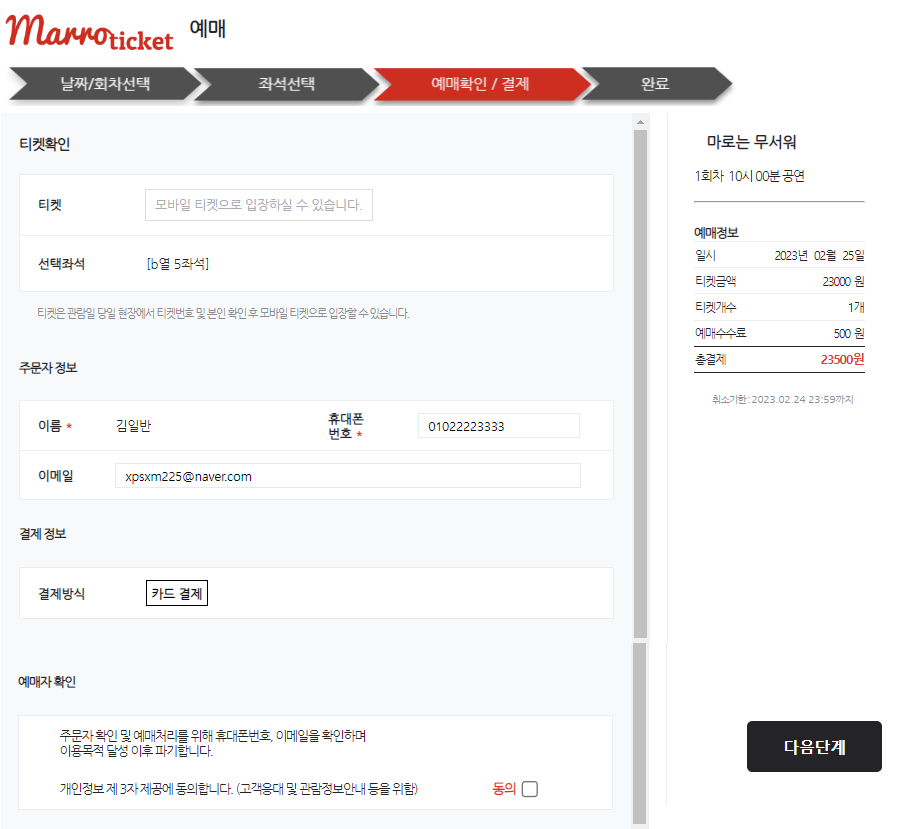 Marroticket 예매
날짜/회차선택 좌석선택 예매확인 / 결제 완료
티켓확인
티켓 모바일 티켓으로 입장하실 수 있습니다.
선택좌석 [b열 5좌석]
티켓은 관람일 당일 현장에서 티켓번호 및 본인 확인 후 모바일 티켓으로 입장할 수 있습니다.
주문자 정보
이름 * 김일반 휴대폰
번호 * 01022223333
이메일 xpsxm225@naver.com
결제 정보
결제방식 카드 결제
예매자 확인
주문자 확인 및 예매처리를 위해 휴대폰번호, 이메일을 확인하며
이용목적 달성 이후 파기합니다.
개인정보 제 3자 제공에 동의합니다. (고객응대 및 관람정보안내 등을 위함) 동의
마로는 무서워
1회차 10시 00분 공연
예매정보
일시 2023년 02월 25일
티켓금액 23000 원
티켓개수 1개
예매수수료 500 원
총결제 23500원
취소기한 : 2023.02.24 23:59까지
다음단계